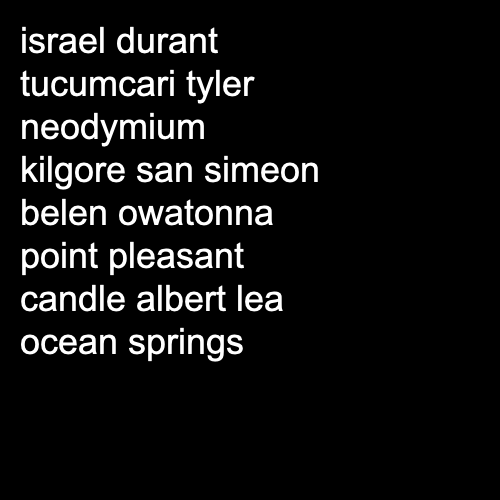 israel durant
tucumcari tyler
neodymium
kilgore san simeon
belen owatonna
point pleasant
candle albert lea
ocean springs